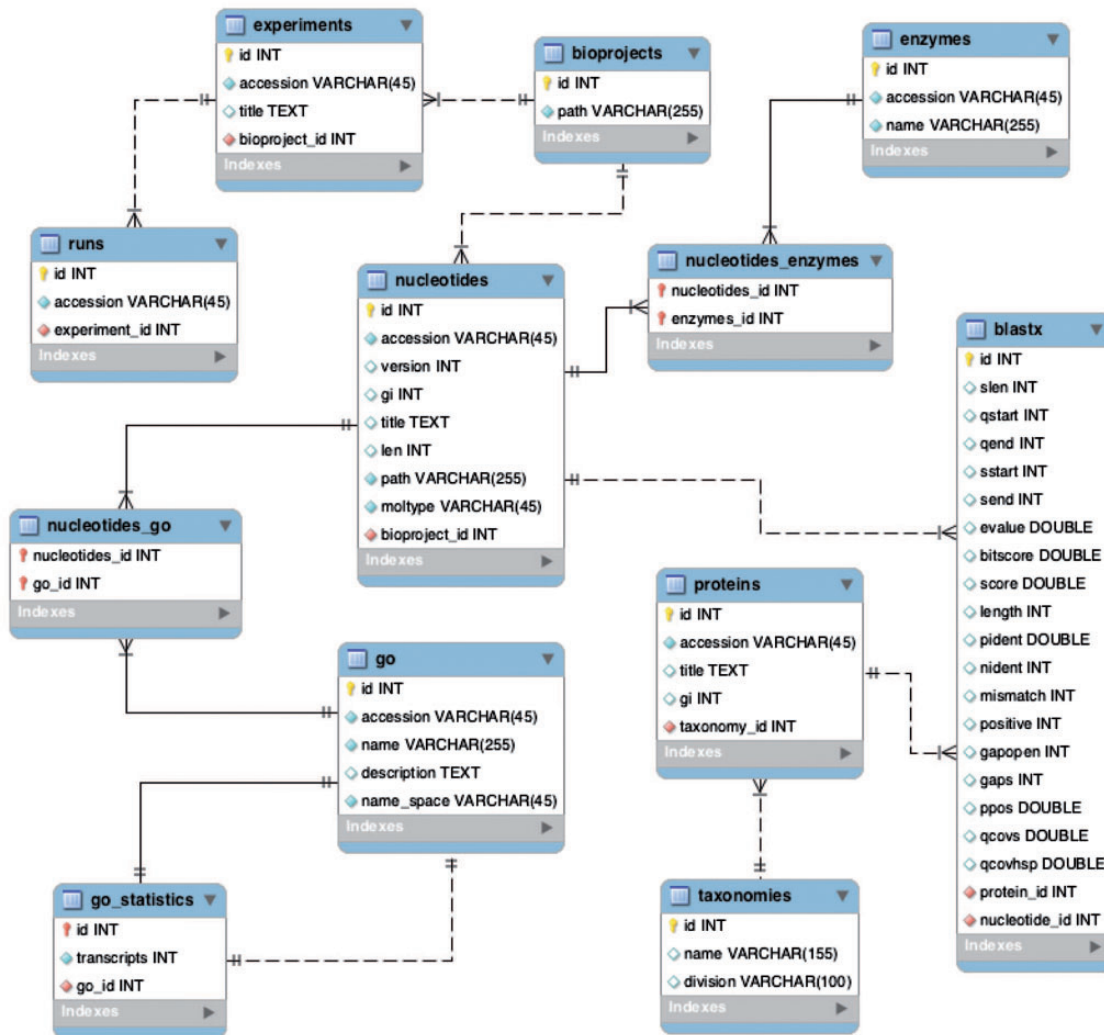 experiments
id INT
accession VARCHAR(45)
title TEXT
bioproject_id INT
Indexes
bioprojects
id INT
path VARCHAR(255)
Indexes
enzymes
id INT
accession VARCHAR(45)
name VARCHAR(255)
Indexes
runs
id INT
accession VARCHAR(45)
experiment_id INT
Indexes
nucleotides
id INT
accession VARCHAR(45)
version INT
gi INT
title TEXT
len INT
path VARCHAR(255)
moltype VARCHAR(45)
bioproject_id INT
Indexes
nucleotides_enzymes
nucleotides_id INT
enzymes_id INT
Indexes
blastx
id INT
slen INT
qstart INT
qend INT
sstart INT
send INT
evalue DOUBLE
bitscore DOUBLE
score DOUBLE
length INT
pident DOUBLE
nident INT
mismatch INT
positive INT
gapopen INT
gaps INT
ppos DOUBLE
qcovs DOUBLE
qcovhsp DOUBLE
protein_id INT
nucleotide_id INT
Indexes
nucleotides_go
nucleotides_id INT
go_id INT
Indexes
proteins
id INT
accession VARCHAR(45)
title TEXT
gi INT
taxonomy_id INT
Indexes
go
id INT
accession VARCHAR(45)
name VARCHAR(255)
description TEXT
name_space VARCHAR(45)
Indexes
go_statistics
id INT
transcripts INT
go_id INT
Indexes
taxonomies
id INT
name VARCHAR(155)
division VARCHAR(100)
Indexes